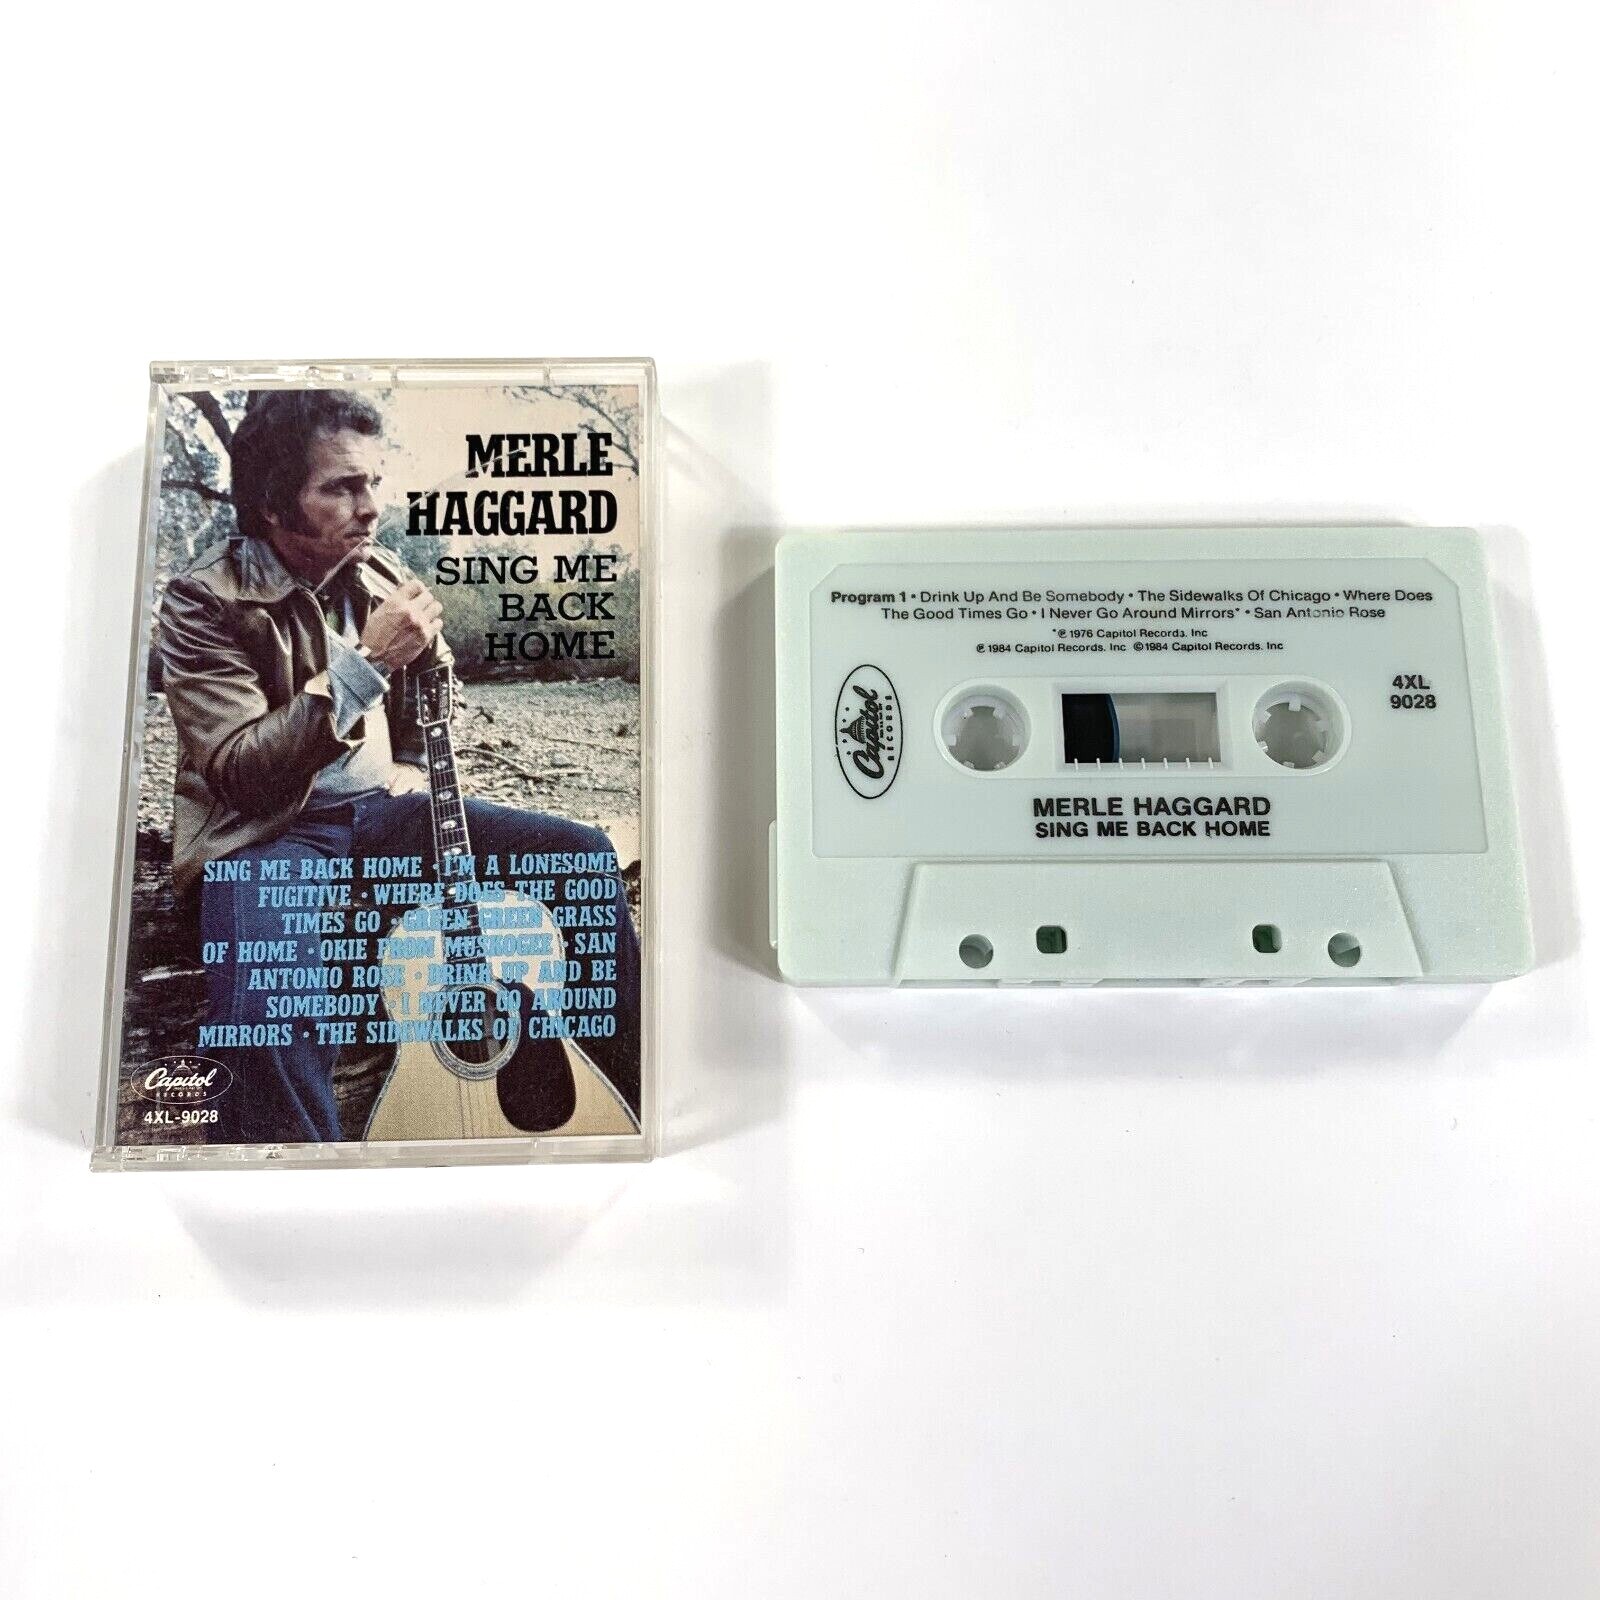 MERLE
HAGGARD
SING ME
BACK
HOME
SING ME BACK HOME • I'M A LONESOME
FUGITIVE • WHERE DOES THE GOOD
TIMES GO • GREEN GREEN GRASS
OF HOME • OKIE FROM MUSKOGEE • SAN
ANTONIO ROSE • DRINK UP AND BE
SOMEBODY • I NEVER GO AROUND
MIRRORS • THE SIDEWALKS OF CHICAGO
Capitol
RECORDS
4XL-9028
Program 1 • Drink Up And Be Somebody • The Sidewalks Of Chicago • Where Does
The Good Times Go • I Never Go Around Mirrors* • San Antonio Rose
*℗ 1976 Capitol Records, Inc
℗ 1984 Capitol Records, Inc ©1984 Capitol Records, Inc
Capitol
RECORDS
4XL
9028
MERLE HAGGARD
SING ME BACK HOME